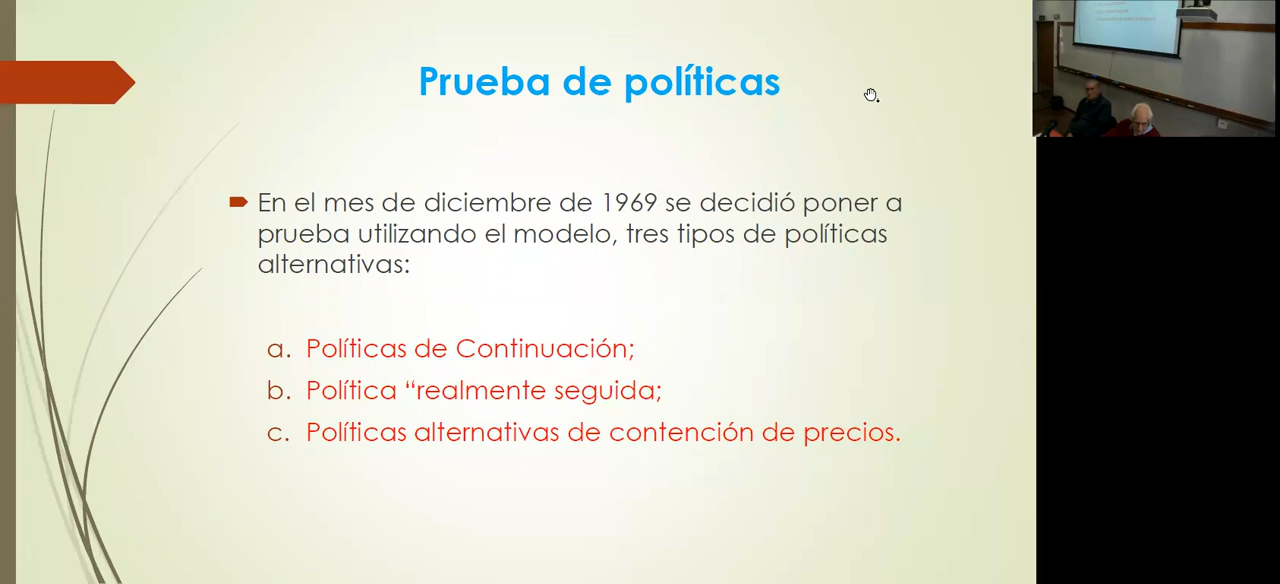 Prueba de políticas
En el mes de diciembre de 1969 se decidió poner a
prueba utilizando el modelo, tres tipos de políticas
alternativas:
a. Políticas de Continuación;
b. Política “realmente seguida;
c. Políticas alternativas de contención de precios.